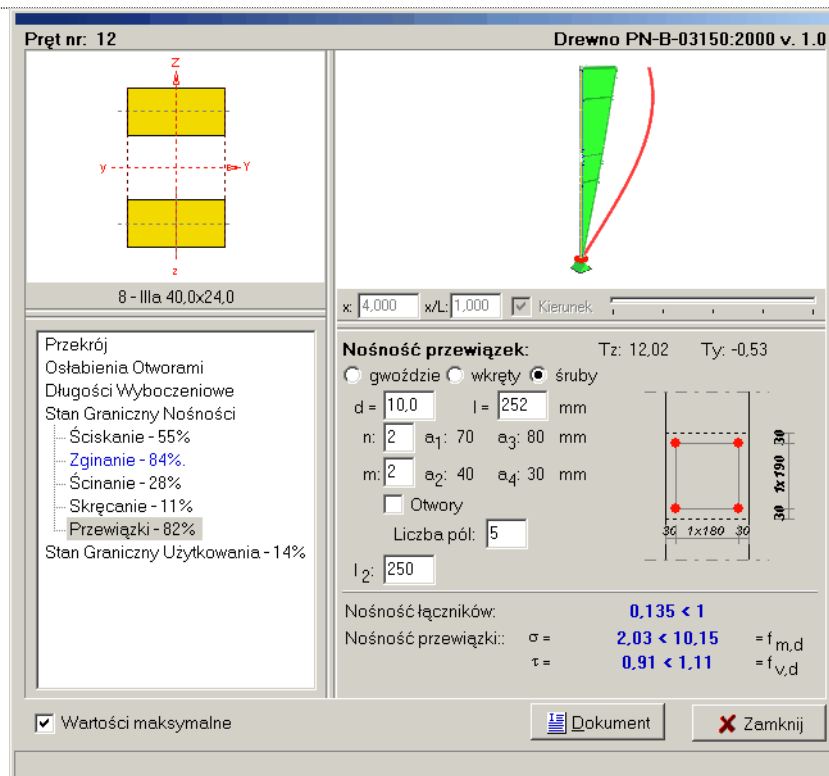 Pręt nr: 12
Drewno PN-B-03150:2000 v. 1.0
Z
y
Y
z
8 - IIIa 40,0x24,0
x: 4,000 x/L: 1,000 Kierunek
Przekrój
Osłabienia Otworami
Długości Wyboczeniowe
Stan Graniczny Nośności
Ściskanie - 55%
Zginanie - 84%.
Ścinanie - 28%
Skręcanie - 11%
Przewiązki - 82%
Stan Graniczny Użytkowania - 14%
Nośność przewiązek: Tz: 12,02 Ty: -0,53
gwoździe wkręty śruby
d = 10,0 l = 252 mm
n: 2 a1: 70 a3: 80 mm
m: 2 a2: 40 a4: 30 mm
Otwory
Liczba pól: 5
l2: 250
30 1x190 30
30 1x180 30
Nośność łączników: 0,135 < 1
Nośność przewiązki:: σ = 2,03 < 10,15 = fm,d
τ = 0,91 < 1,11 = fv,d
Wartości maksymalne
Dokument
Zamknij